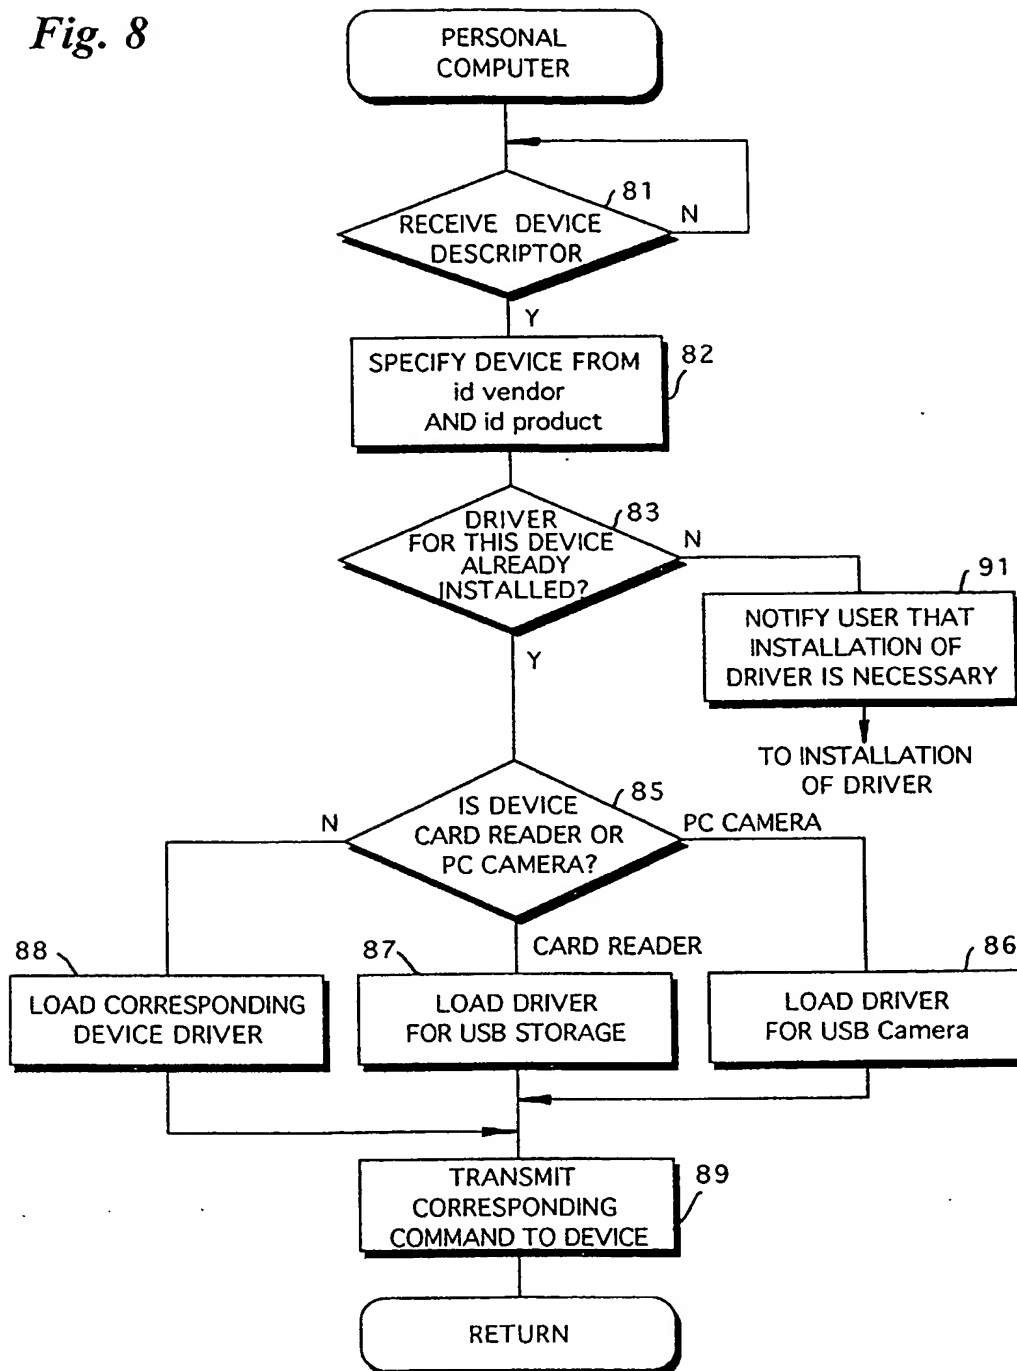 Fig. 8
PERSONAL
COMPUTER
81
RECEIVE DEVICE
DESCRIPTOR
N
Y
SPECIFY DEVICE FROM
id vendor
AND id product
82
DRIVER
FOR THIS DEVICE
ALREADY
INSTALLED?
83
N
Y
91
NOTIFY USER THAT
INSTALLATION OF
DRIVER IS NECESSARY
TO INSTALLATION
OF DRIVER
IS DEVICE
CARD READER OR
PC CAMERA?
85
N
PC CAMERA
CARD READER
88
LOAD CORRESPONDING
DEVICE DRIVER
87
LOAD DRIVER
FOR USB STORAGE
86
LOAD DRIVER
FOR USB Camera
TRANSMIT
CORRESPONDING
COMMAND TO DEVICE
89
RETURN